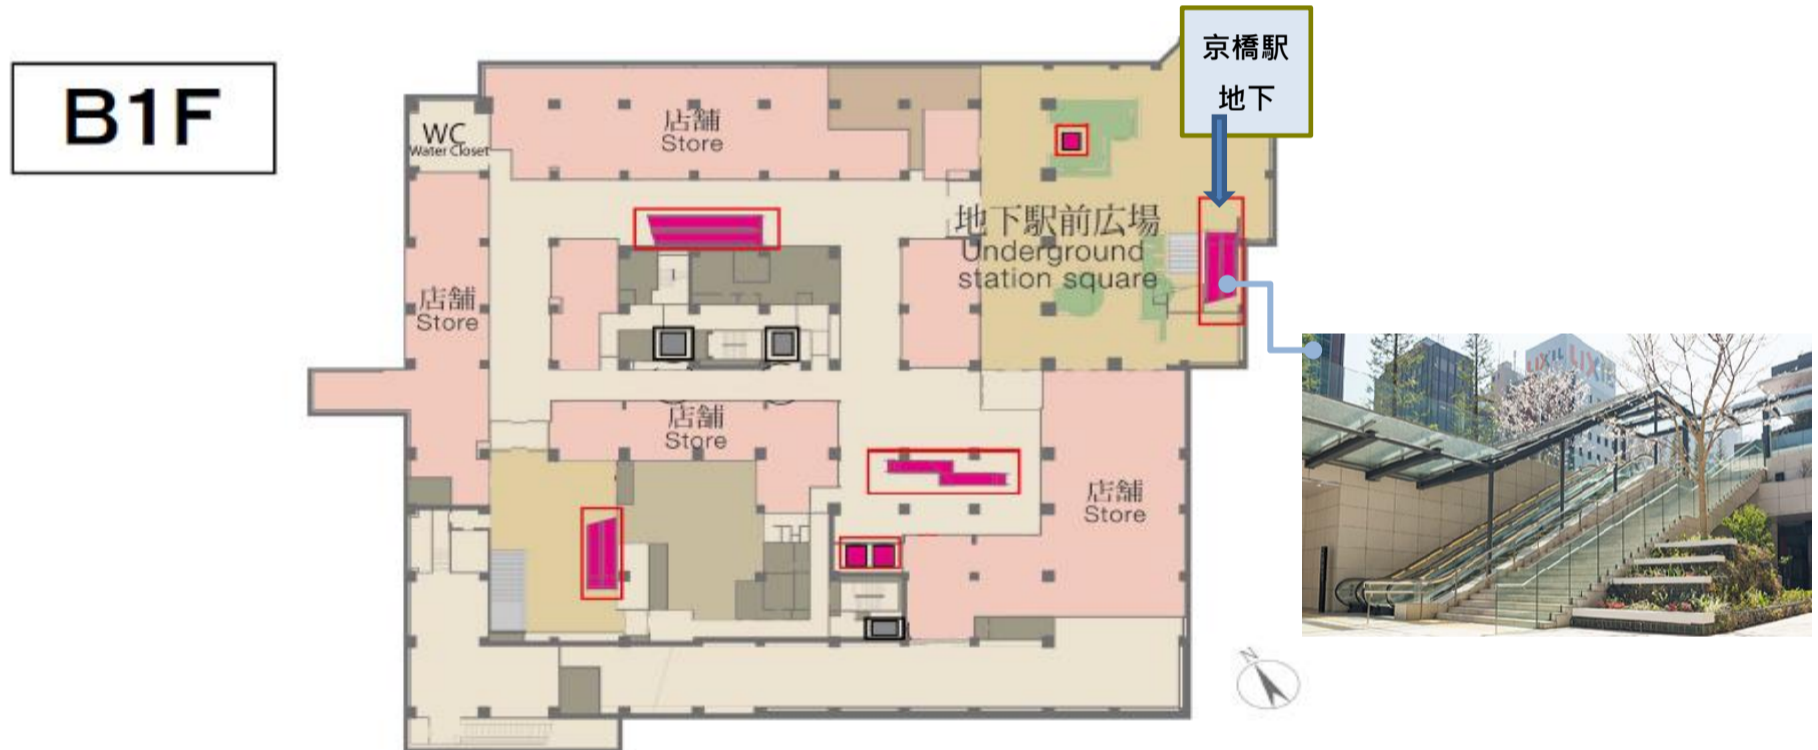 B1F
京橋駅
地下
WC
Water Closet
店舗
Store
地下駅前広場
Underground
station square
店舗
Store
店舗
Store
店舗
Store
N
LIXIL